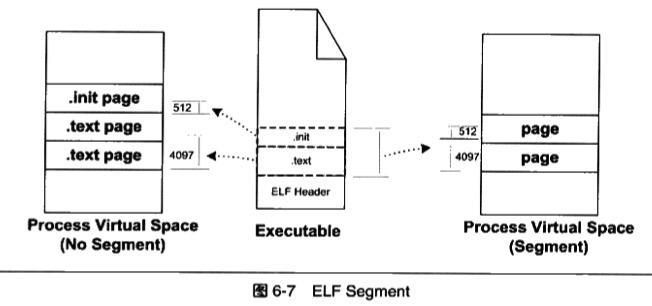 .init page
.text page
.text page
512
4097
Process Virtual Space
(No Segment)
.init
.text
ELF Header
Executable
512
4097
page
page
Process Virtual Space
(Segment)
图 6-7 ELF Segment